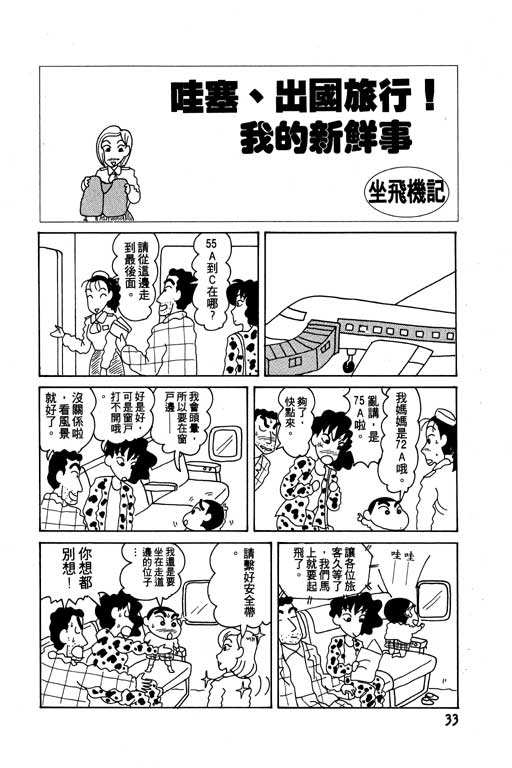 哇塞、出國旅行！
我的新鮮事
坐飛機記
55
A
到
C
在
哪？
請從這邊走
到最後面。
我媽媽是72A哦。
亂講，是
75A啦。
夠了，
快點來。
我會頭暈，
所以要在窗
戶邊
好是好，
可是窗戶
打不開哦
沒關係啦
，看風景
就好了。
哇
哇
讓各位旅
客久等了
，我們馬
上就要起
飛了。
請繫好安全帶
。
我還是要
坐在走道
邊的位子
…
你想都
別想！
33